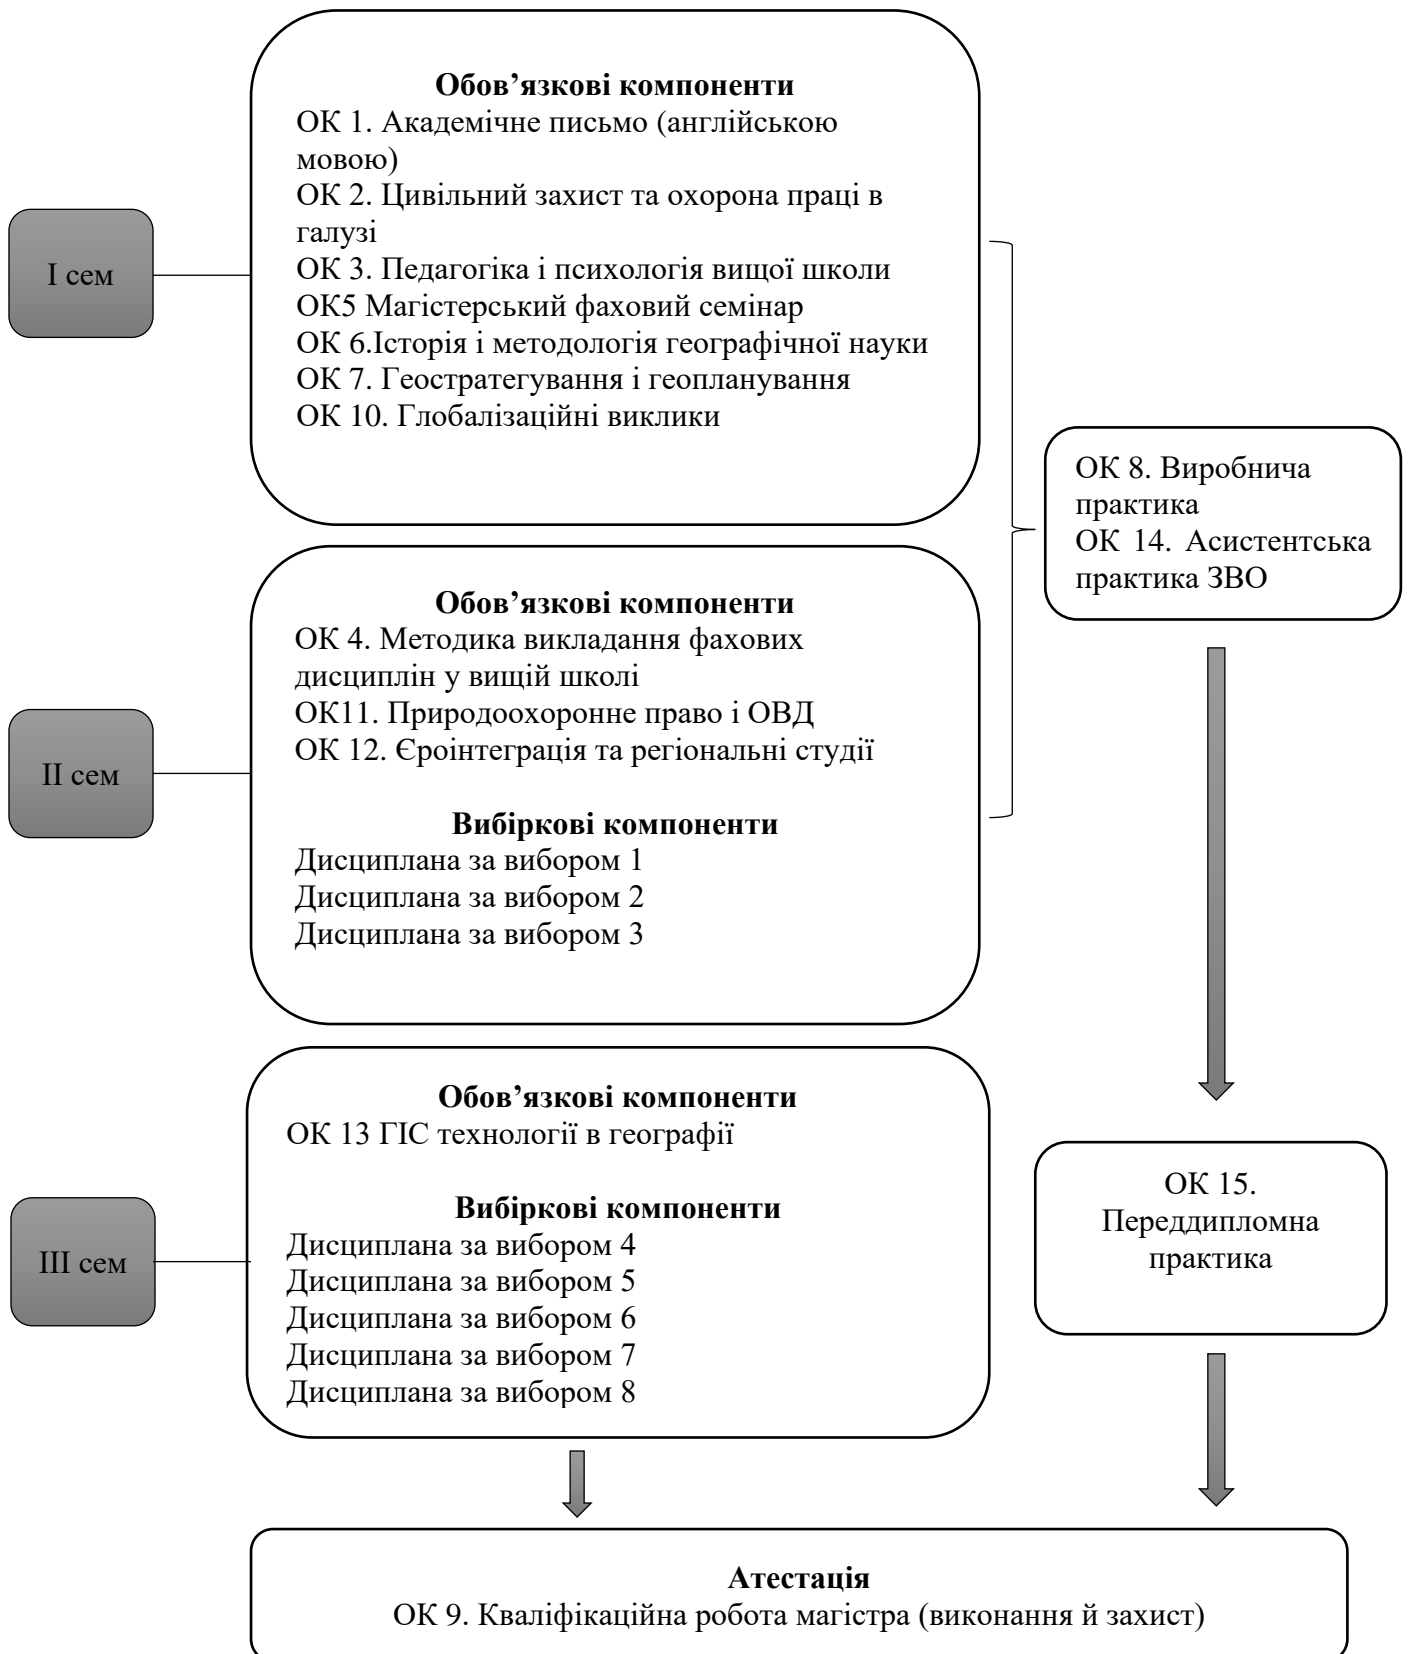 Обов’язкові компоненти
ОК 1. Академічне письмо (англійською
мовою)
ОК 2. Цивільний захист та охорона праці в
галузі
ОК 3. Педагогіка і психологія вищої школи
ОК5 Магістерський фаховий семінар
ОК 6.Історія і методологія географічної науки
ОК 7. Геостратегування і геопланування
ОК 10. Глобалізаційні виклики
І сем
ОК 8. Виробнича
практика
ОК 14. Асистентська
практика ЗВО
Обов’язкові компоненти
ОК 4. Методика викладання фахових
дисциплін у вищій школі
ОК11. Природоохоронне право і ОВД
ОК 12. Єроінтеграція та регіональні студії
Вибіркові компоненти
Дисциплана за вибором 1
Дисциплана за вибором 2
Дисциплана за вибором 3
ІІ сем
Обов’язкові компоненти
ОК 13 ГІС технології в географії
Вибіркові компоненти
Дисциплана за вибором 4
Дисциплана за вибором 5
Дисциплана за вибором 6
Дисциплана за вибором 7
Дисциплана за вибором 8
ІІІ сем
ОК 15.
Переддипломна
практика
Атестація
ОК 9. Кваліфікаційна робота магістра (виконання й захист)